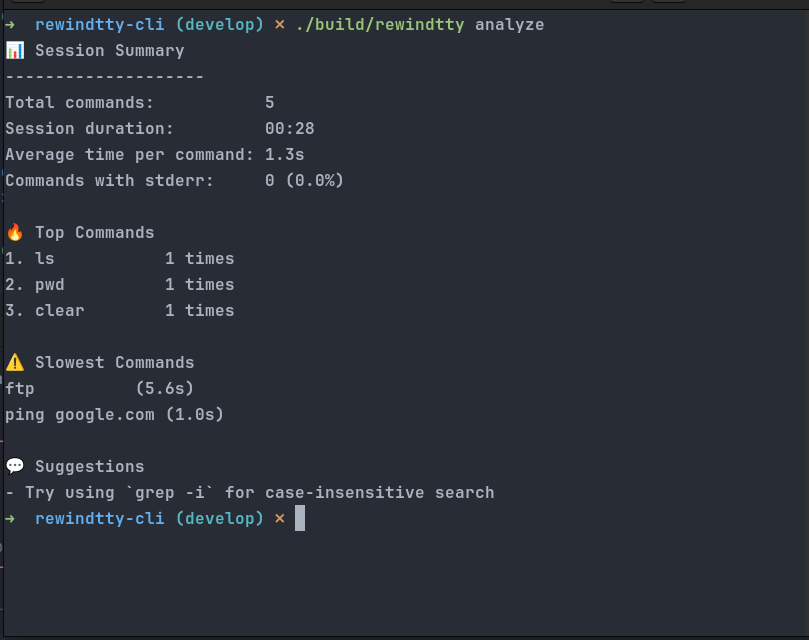 → rewindtty-cli (develop) × ./build/rewindtty analyze
📊 Session Summary
--------------------
Total commands: 5
Session duration: 00:28
Average time per command: 1.3s
Commands with stderr: 0 (0.0%)
🔥 Top Commands
1. ls 1 times
2. pwd 1 times
3. clear 1 times
⚠️ Slowest Commands
ftp (5.6s)
ping google.com (1.0s)
💬 Suggestions
- Try using `grep -i` for case-insensitive search
→ rewindtty-cli (develop) ×